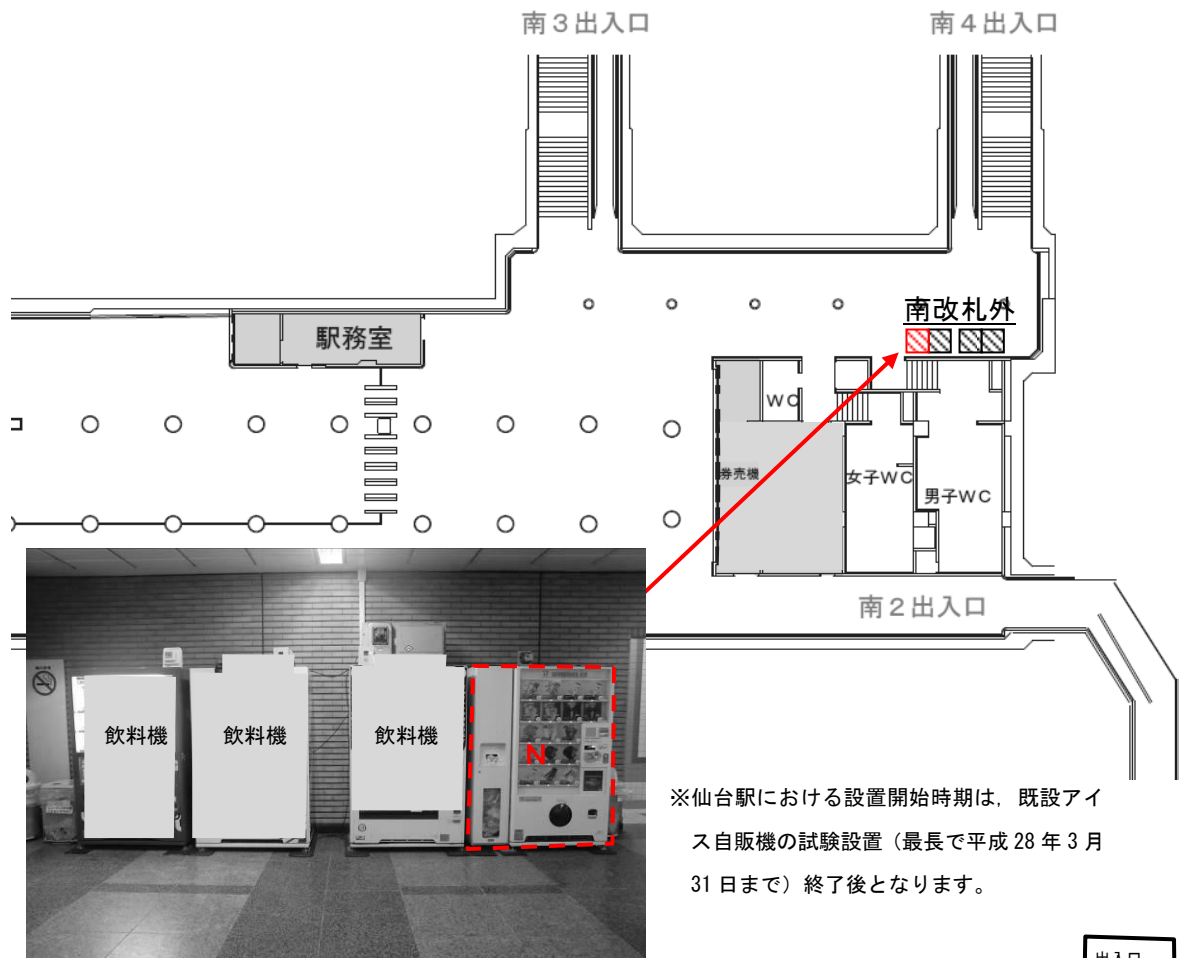 南３出入口
南４出入口
南改札外
駅務室
ＷＣ
券売機
女子ＷＣ
男子ＷＣ
南２出入口
飲料機
飲料機
飲料機
N
※仙台駅における設置開始時期は，既設アイ
ス自販機の試験設置（最長で平成 28 年 3 月
31 日まで）終了後となります。
出入口